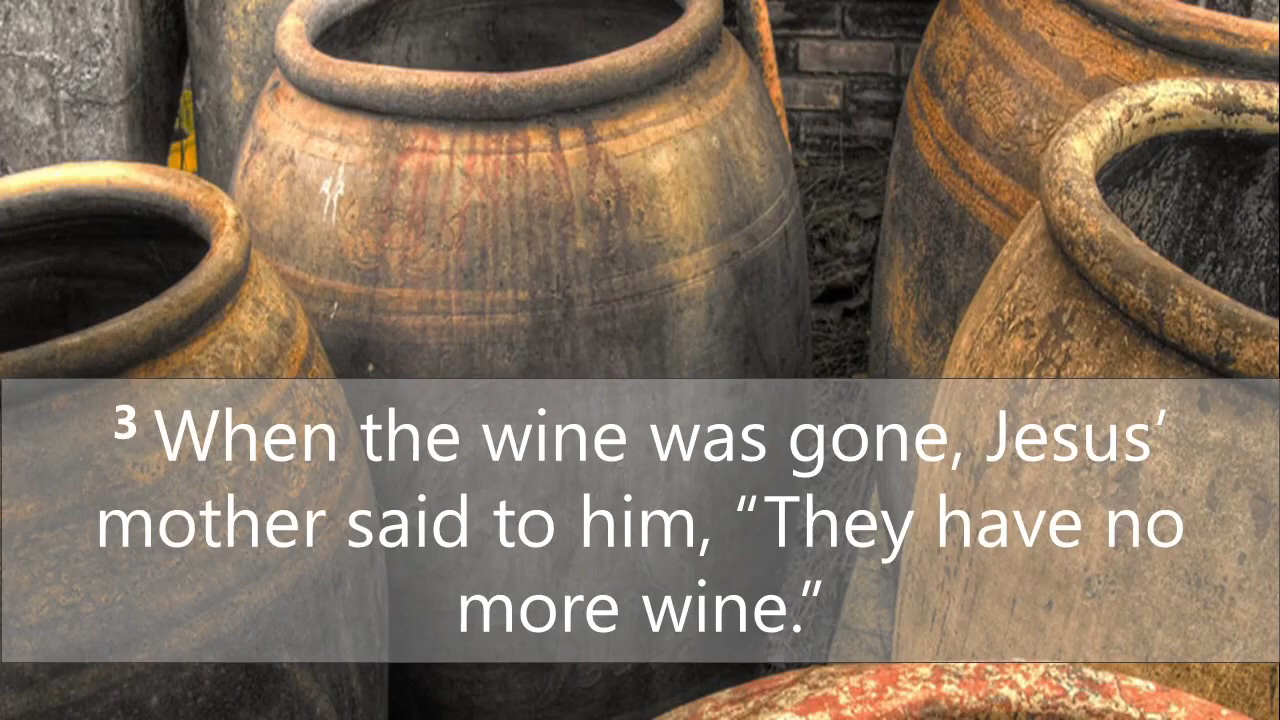 3 When the wine was gone, Jesus’
mother said to him, “They have no
more wine.”